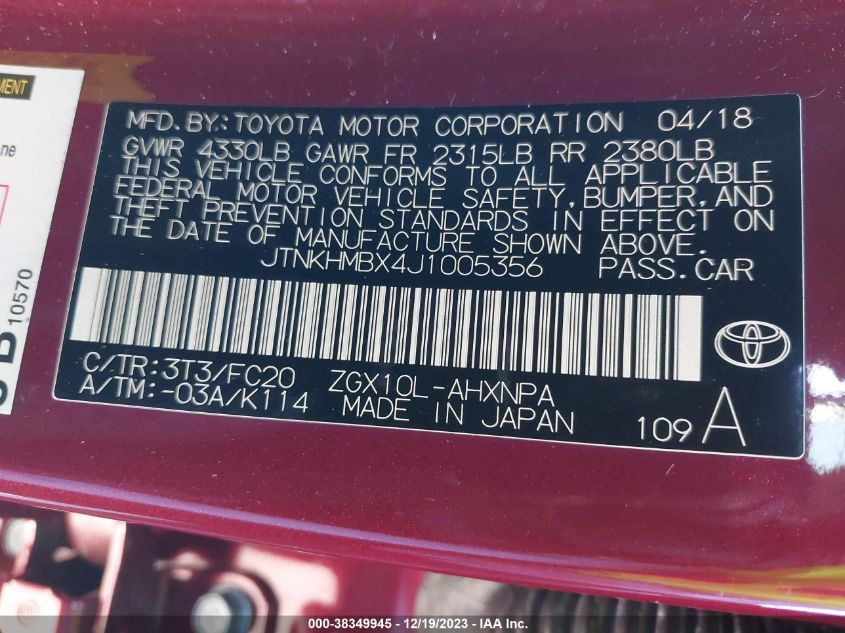 MENT
ne
10570
MFD.BY:TOYOTA MOTOR CORPORATION 04/18
GVWR 4330LB GAWR FR 2315LB RR 2380LB
THIS VEHICLE CONFORMS TO ALL APPLICABLE
FEDERAL MOTOR VEHICLE SAFETY,BUMPER,AND
THEFT PREVENTION STANDARDS IN EFFECT ON
THE DATE OF MANUFACTURE SHOWN ABOVE.
JTNKHMBX4J1005356 PASS.CAR
C/TR:3T3/FC20 ZGX10L-AHXNPA
A/TM:-03A/K114 MADE IN JAPAN
109 A
000-38349945 - 12/19/2023 - IAA Inc.